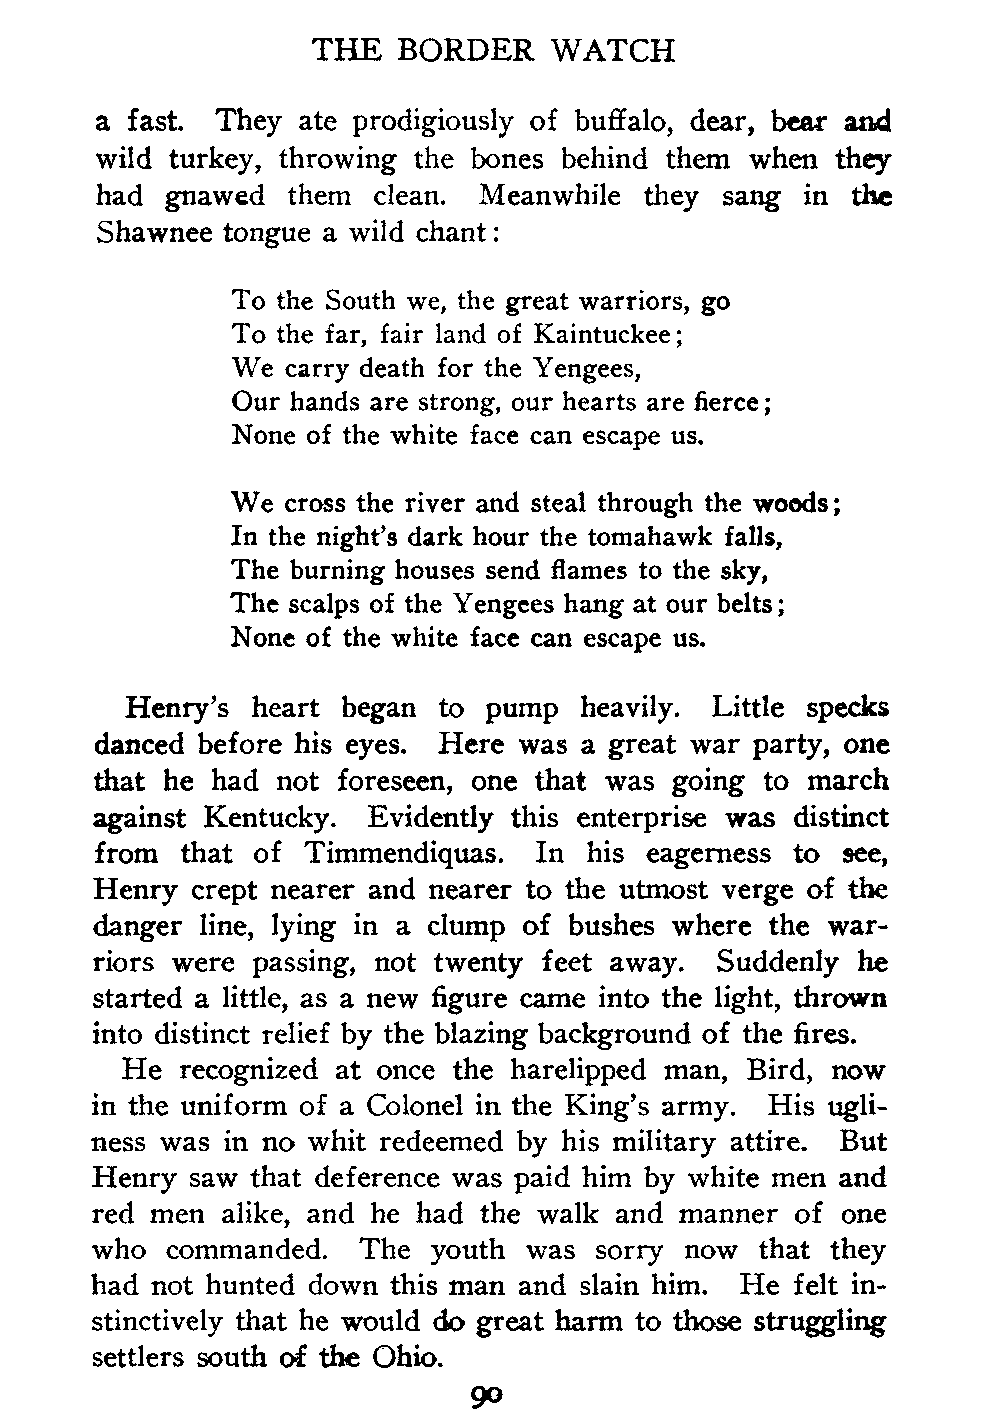 THE BORDER WATCH
a fast. They ate prodigiously of buffalo, dear, bear and
wild turkey, throwing the bones behind them when they
had gnawed them clean. Meanwhile they sang in the
Shawnee tongue a wild chant:
To the South we, the great warriors, go
To the far, fair land of Kaintuckee;
We carry death for the Yengees,
Our hands are strong, our hearts are fierce;
None of the white face can escape us.
We cross the river and steal through the woods;
In the night's dark hour the tomahawk falls,
The burning houses send flames to the sky,
The scalps of the Yengees hang at our belts;
None of the white face can escape us.
Henry's heart began to pump heavily. Little specks
danced before his eyes. Here was a great war party, one
that he had not foreseen, one that was going to march
against Kentucky. Evidently this enterprise was distinct
from that of Timmendiquas. In his eagerness to see,
Henry crept nearer and nearer to the utmost verge of the
danger line, lying in a clump of bushes where the war-
riors were passing, not twenty feet away. Suddenly he
started a little, as a new figure came into the light, thrown
into distinct relief by the blazing background of the fires.
He recognized at once the harelipped man, Bird, now
in the uniform of a Colonel in the King's army. His ugli-
ness was in no whit redeemed by his military attire. But
Henry saw that deference was paid him by white men and
red men alike, and he had the walk and manner of one
who commanded. The youth was sorry now that they
had not hunted down this man and slain him. He felt in-
stinctively that he would do great harm to those struggling
settlers south of the Ohio.
90